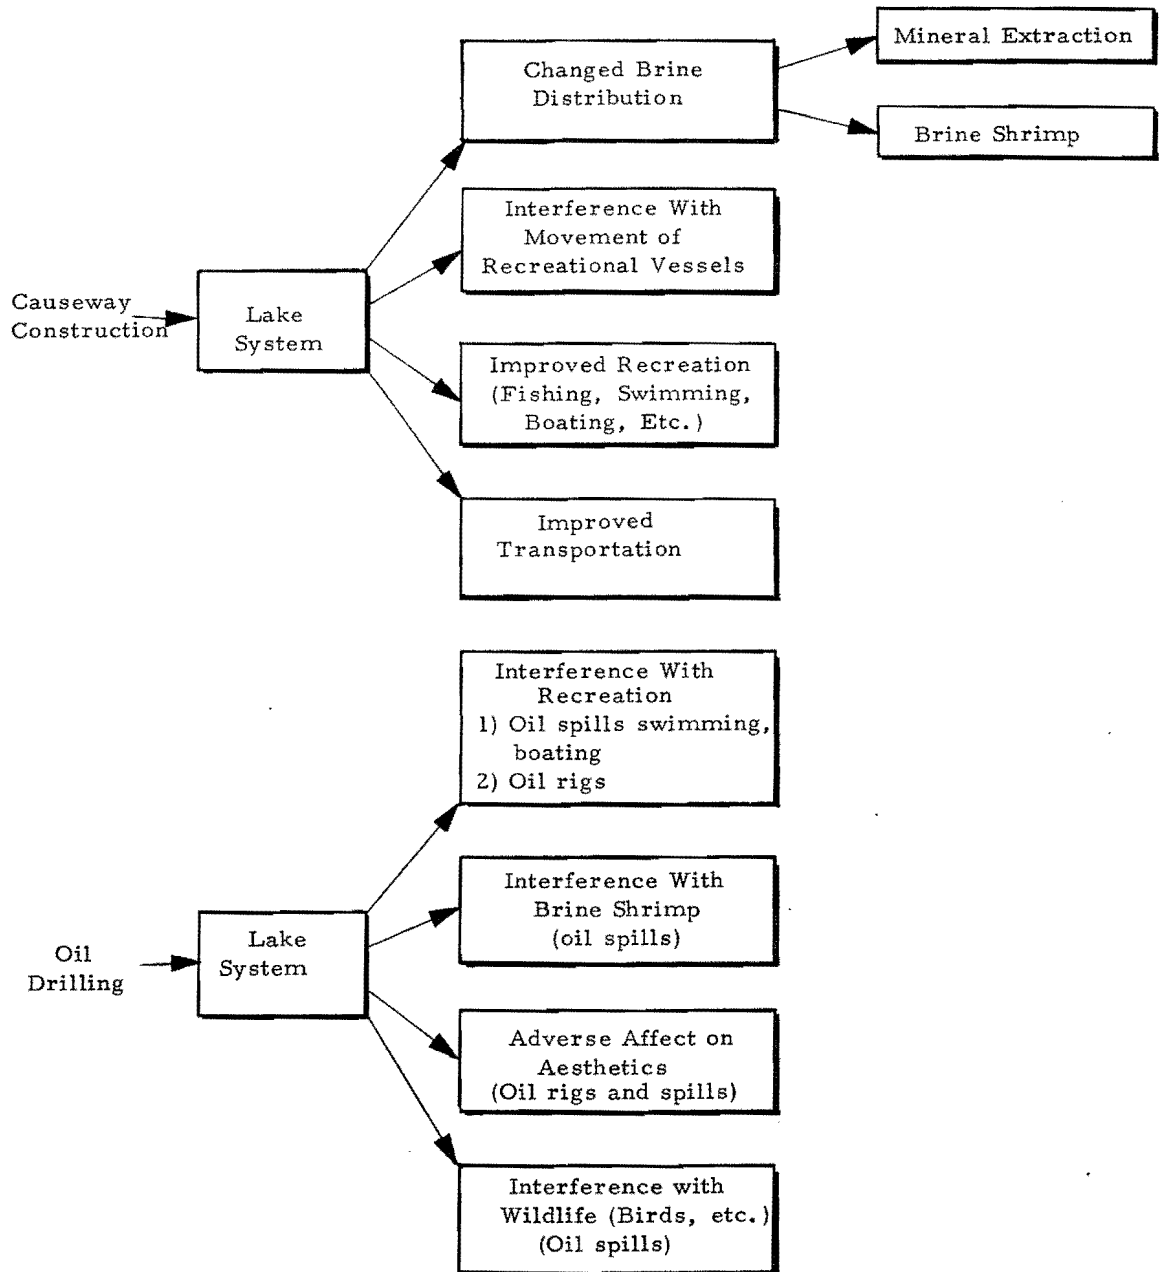 Changed Brine
Distribution
Mineral Extraction
Brine Shrimp
Interference With
Movement of
Recreational Vessels
Causeway
Construction
Lake
System
Improved Recreation
(Fishing, Swimming,
Boating, Etc.)
Improved
Transportation
Interference With
Recreation
1) Oil spills swimming,
boating
2) Oil rigs
Interference With
Brine Shrimp
(oil spills)
Oil
Drilling
Lake
System
Adverse Affect on
Aesthetics
(Oil rigs and spills)
Interference with
Wildlife (Birds, etc.)
(Oil spills)